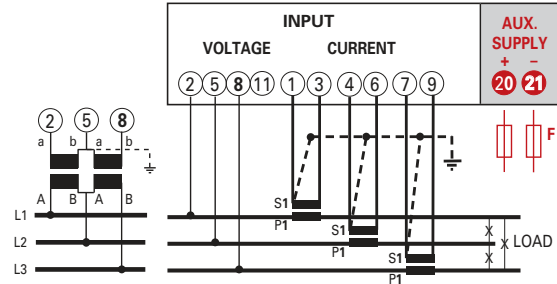 INPUT
AUX.
SUPPLY
VOLTAGE CURRENT
+ −
2 5 8 11 1 3 4 6 7 9 20 21
2 5 8
F
a b a b
A B A B
S1
L1
P1
S1
L2
X
X
LOAD
P1
S1
X
L3
P1